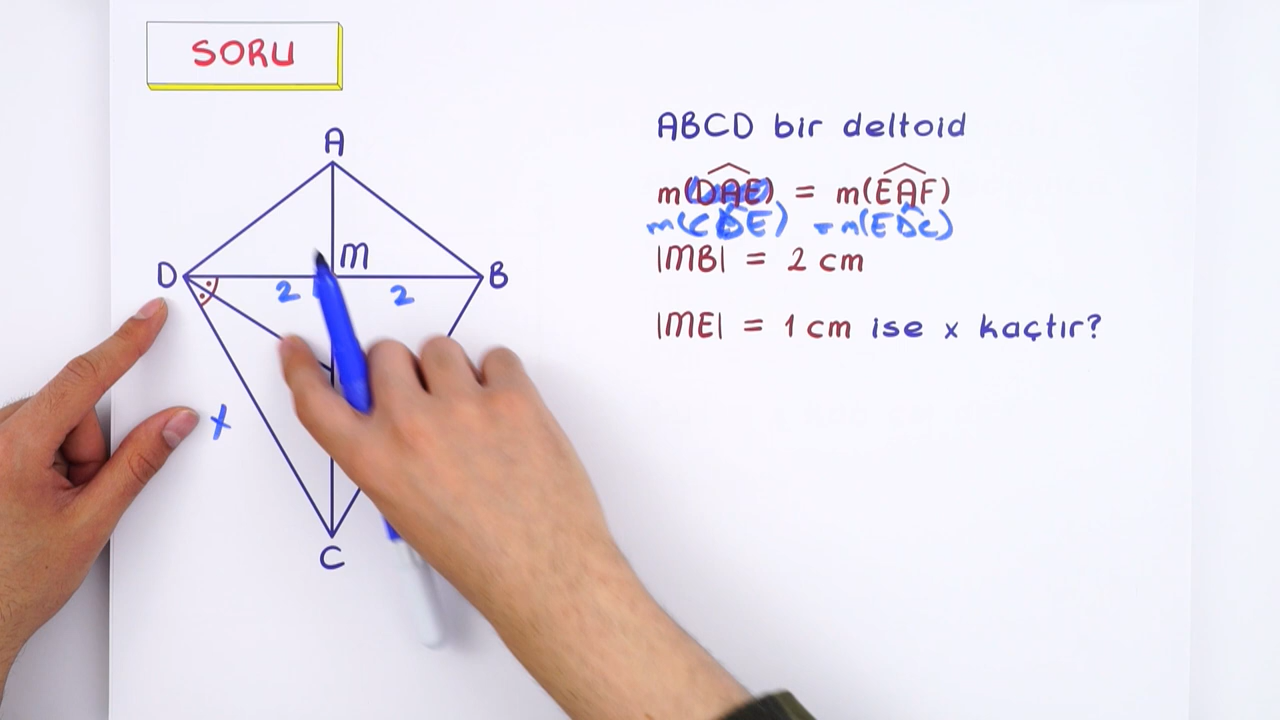 SORU
A
M
D
B
2
2
x
C
ABCD bir deltoid
m(DAE) = m(EAF)
m(CDE) = m(EDC)
|MB| = 2 cm
|ME| = 1 cm ise x kaçtır?